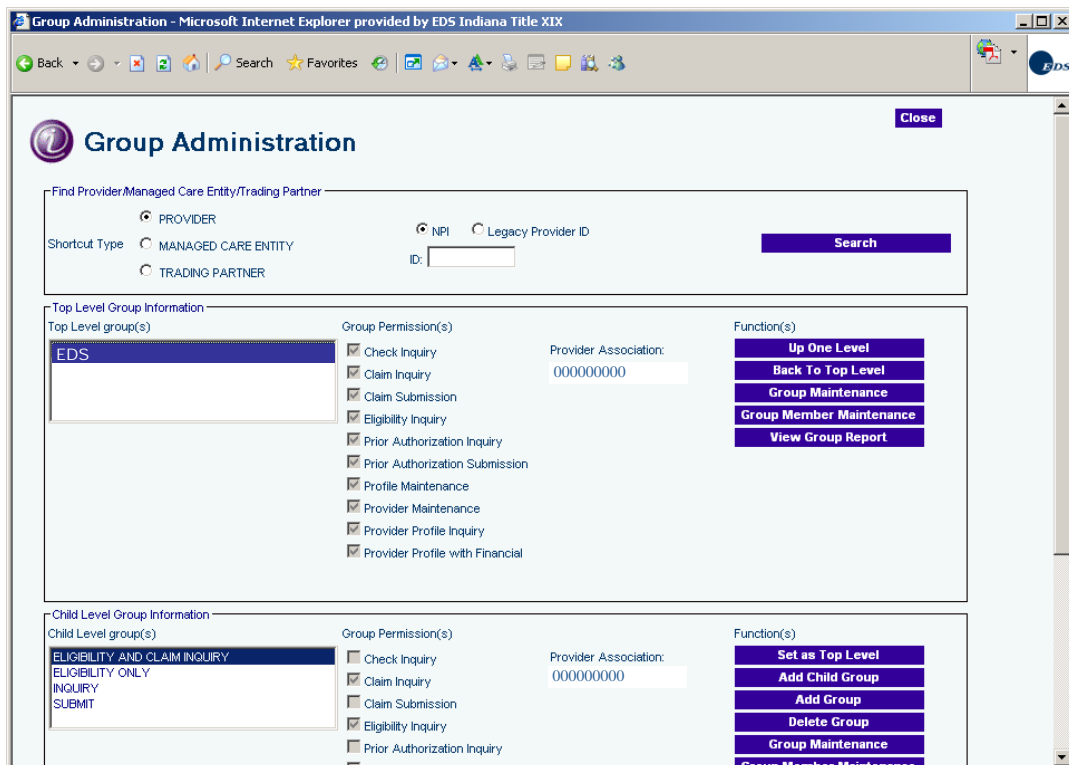 Group Administration - Microsoft Internet Explorer provided by EDS Indiana Title XIX
Back
Search
Favorites
EDS
Close
Group Administration
Find Provider/Managed Care Entity/Trading Partner
Shortcut Type
PROVIDER
MANAGED CARE ENTITY
TRADING PARTNER
NPI
Legacy Provider ID
ID:
Search
Top Level Group Information
Top Level group(s)
EDS
Group Permission(s)
Check Inquiry
Claim Inquiry
Claim Submission
Eligibility Inquiry
Prior Authorization Inquiry
Prior Authorization Submission
Profile Maintenance
Provider Maintenance
Provider Profile Inquiry
Provider Profile with Financial
Provider Association:
000000000
Function(s)
Up One Level
Back To Top Level
Group Maintenance
Group Member Maintenance
View Group Report
Child Level Group Information
Child Level group(s)
ELIGIBILITY AND CLAIM INQUIRY
ELIGIBILITY ONLY
INQUIRY
SUBMIT
Group Permission(s)
Check Inquiry
Claim Inquiry
Claim Submission
Eligibility Inquiry
Prior Authorization Inquiry
Provider Association:
000000000
Function(s)
Set as Top Level
Add Child Group
Add Group
Delete Group
Group Maintenance
Group Member Maintenance